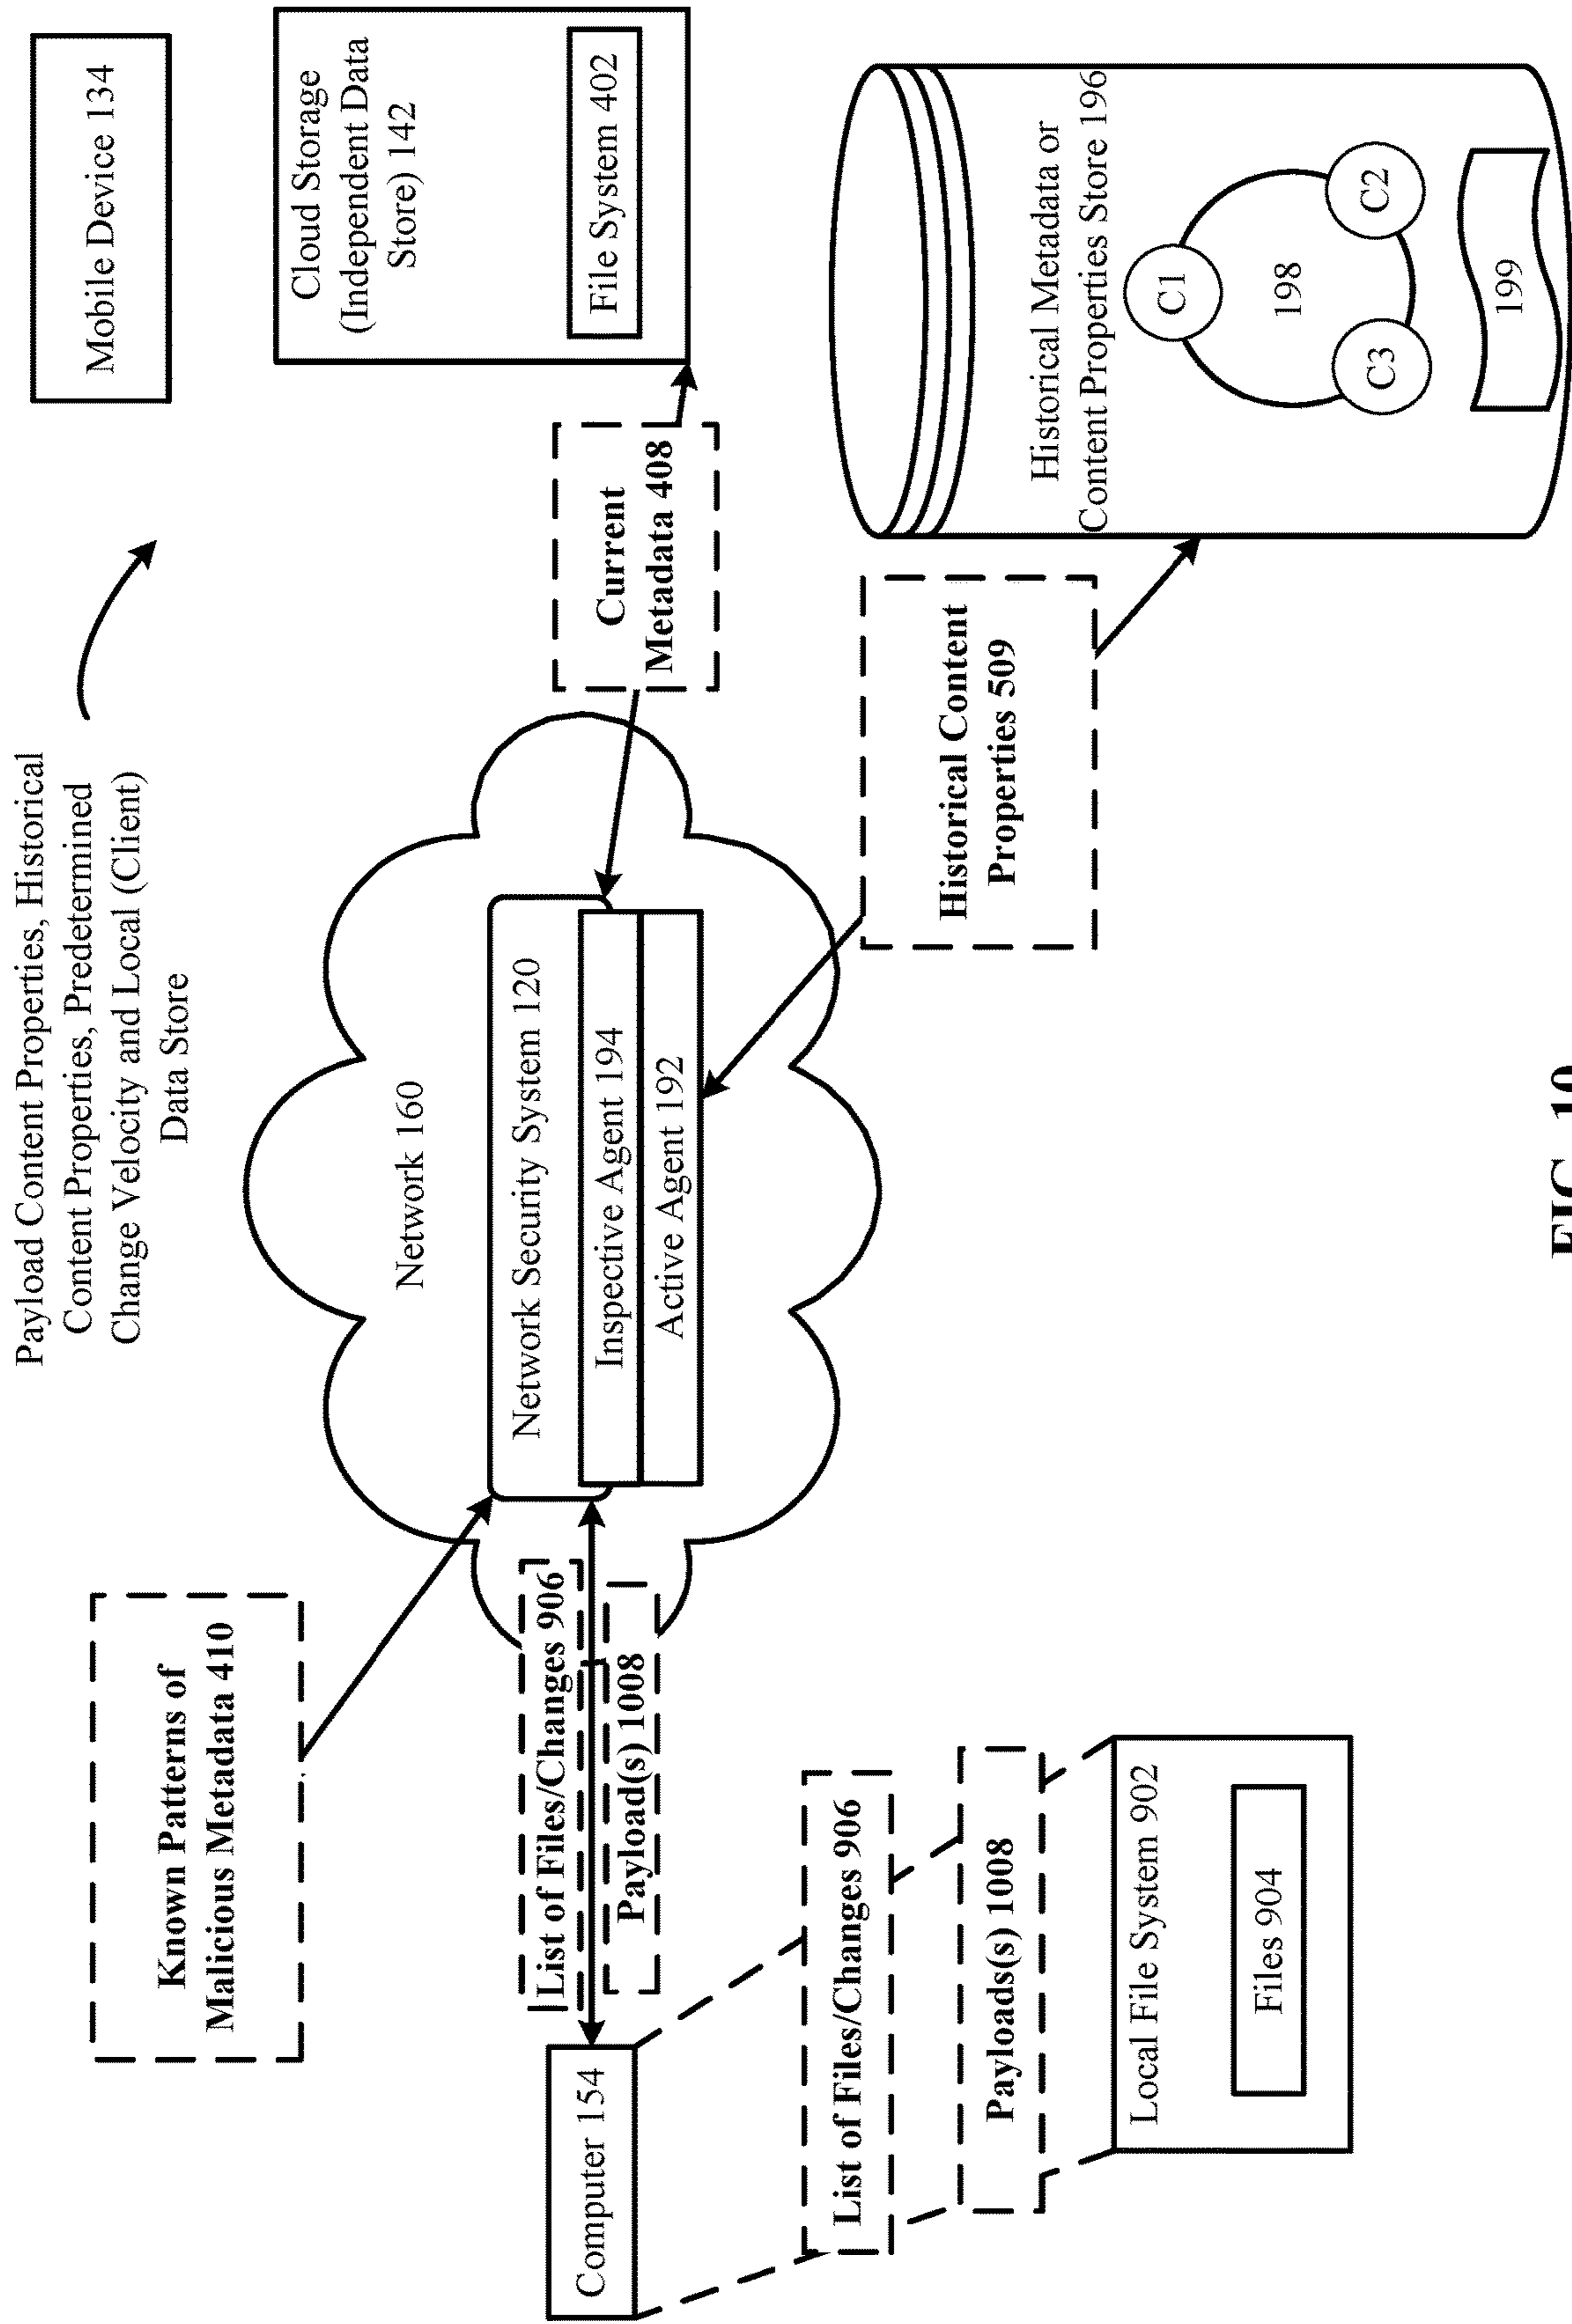 Payload Content Properties, Historical
Content Properties, Predetermined
Change Velocity and Local (Client)
Data Store
Mobile Device 134
Known Patterns of
Malicious Metadata 410
Network 160
Cloud Storage
(Independent Data
Store) 142
File System 402
Network Security System 120
Inspective Agent 194
Active Agent 192
Current
Metadata 408
List of Files/Changes 906
Payload(s) 1008
Computer 154
List of Files/Changes 906
Payloads(s) 1008
Local File System 902
Files 904
Historical Content
Properties 509
Historical Metadata or
Content Properties Store 196
C1
198
C3
C2
199
FIG. 10